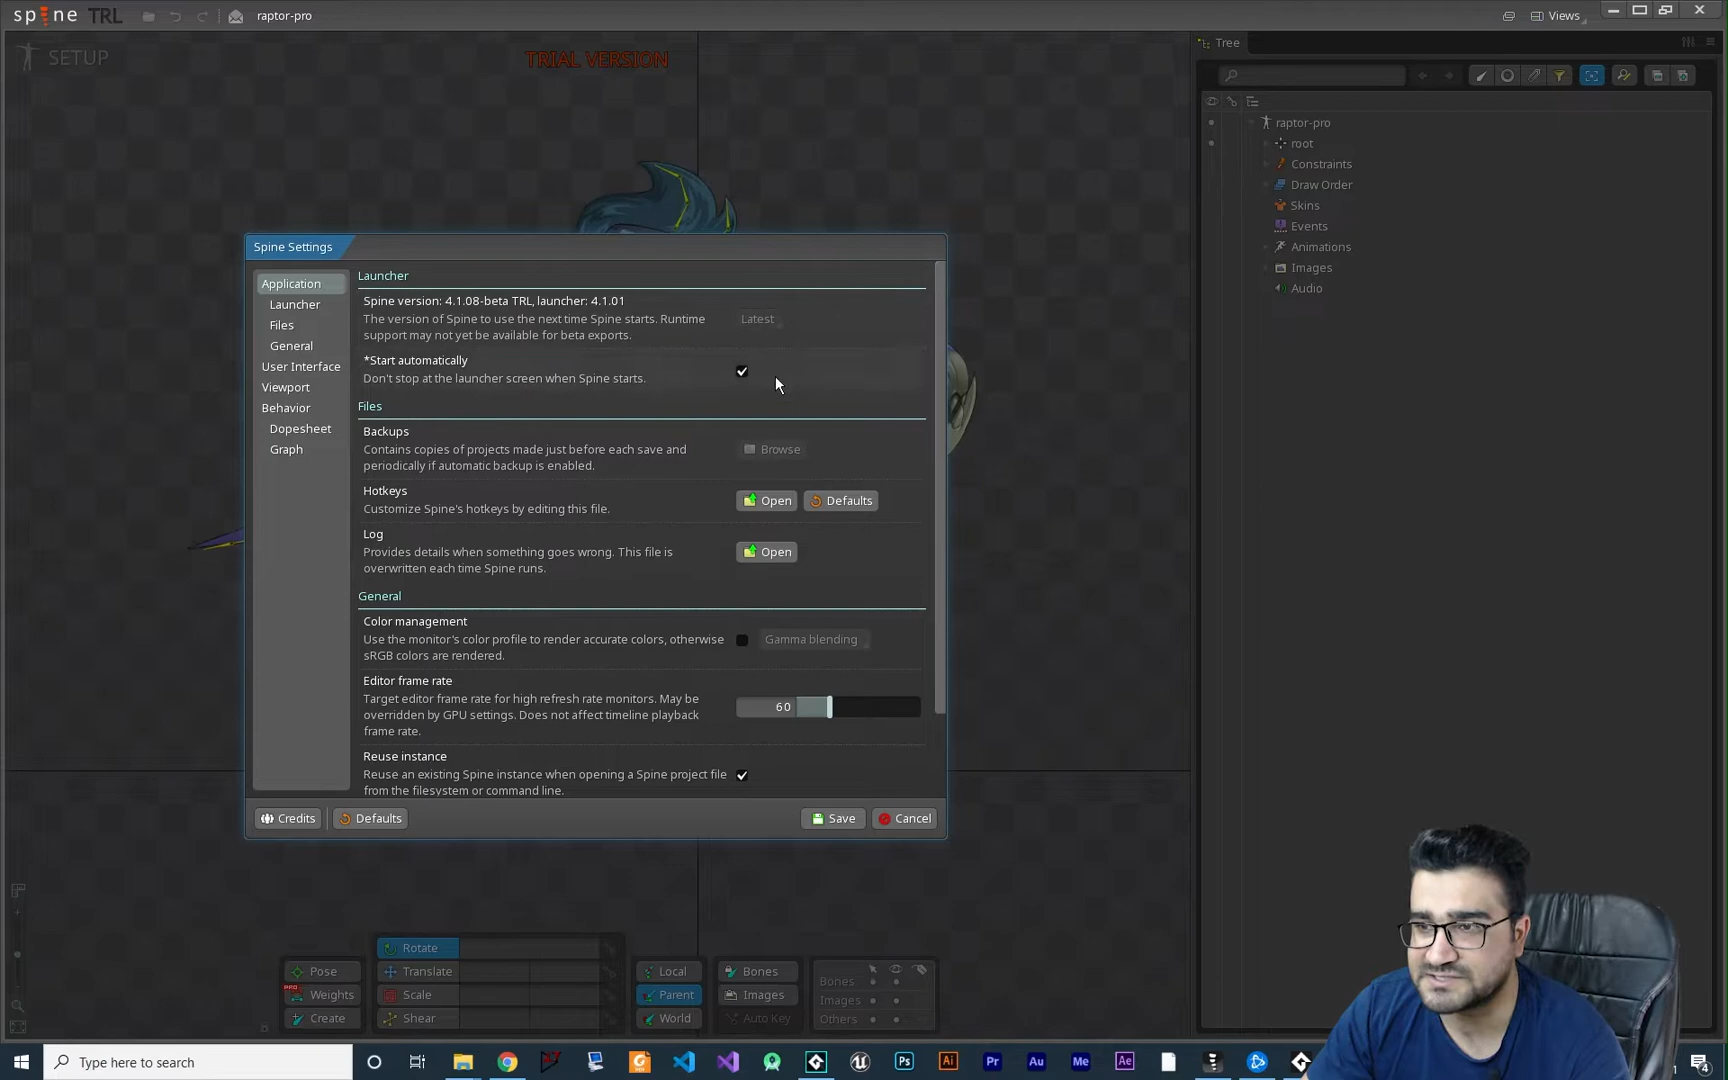 spine TRL raptor-pro Views
SETUP
TRIAL VERSION
Tree
raptor-pro
root
Constraints
Draw Order
Skins
Events
Animations
Images
Audio
Spine Settings
Application
Launcher
Files
General
User Interface
Viewport
Behavior
Dopesheet
Graph
Launcher
Spine version: 4.1.08-beta TRL, launcher: 4.1.01
The version of Spine to use the next time Spine starts. Runtime
support may not yet be available for beta exports.
Latest
*Start automatically
Don't stop at the launcher screen when Spine starts.
Files
Backups
Contains copies of projects made just before each save and
periodically if automatic backup is enabled.
Browse
Hotkeys
Customize Spine's hotkeys by editing this file.
Open Defaults
Log
Provides details when something goes wrong. This file is
overwritten each time Spine runs.
Open
General
Color management
Use the monitor's color profile to render accurate colors, otherwise
sRGB colors are rendered.
Gamma blending
Editor frame rate
Target editor frame rate for high refresh rate monitors. May be
overridden by GPU settings. Does not affect timeline playback
frame rate.
60
Reuse instance
Reuse an existing Spine instance when opening a Spine project file
from the filesystem or command line.
Credits Defaults Save Cancel
Pose
PRO
Weights
Create
Rotate
Translate
Scale
Shear
Local
Parent
World
Bones
Images
Auto Key
Bones
Images
Others
Type here to search
Ps Ai Pr Au Me Ae
4